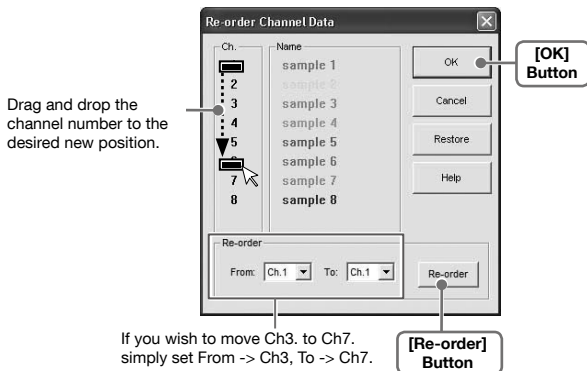 Re-order Channel Data
Ch.
Name
sample 1
2
sample 2
3
sample 3
4
sample 4
5
sample 5
sample 6
7
sample 7
8
sample 8
OK
Cancel
Restore
Help
[OK]
Button
Drag and drop the
channel number to the
desired new position.
Re-order
From: Ch.1 To: Ch.1
Re-order
If you wish to move Ch3. to Ch7.
simply set From -> Ch3, To -> Ch7.
[Re-order]
Button